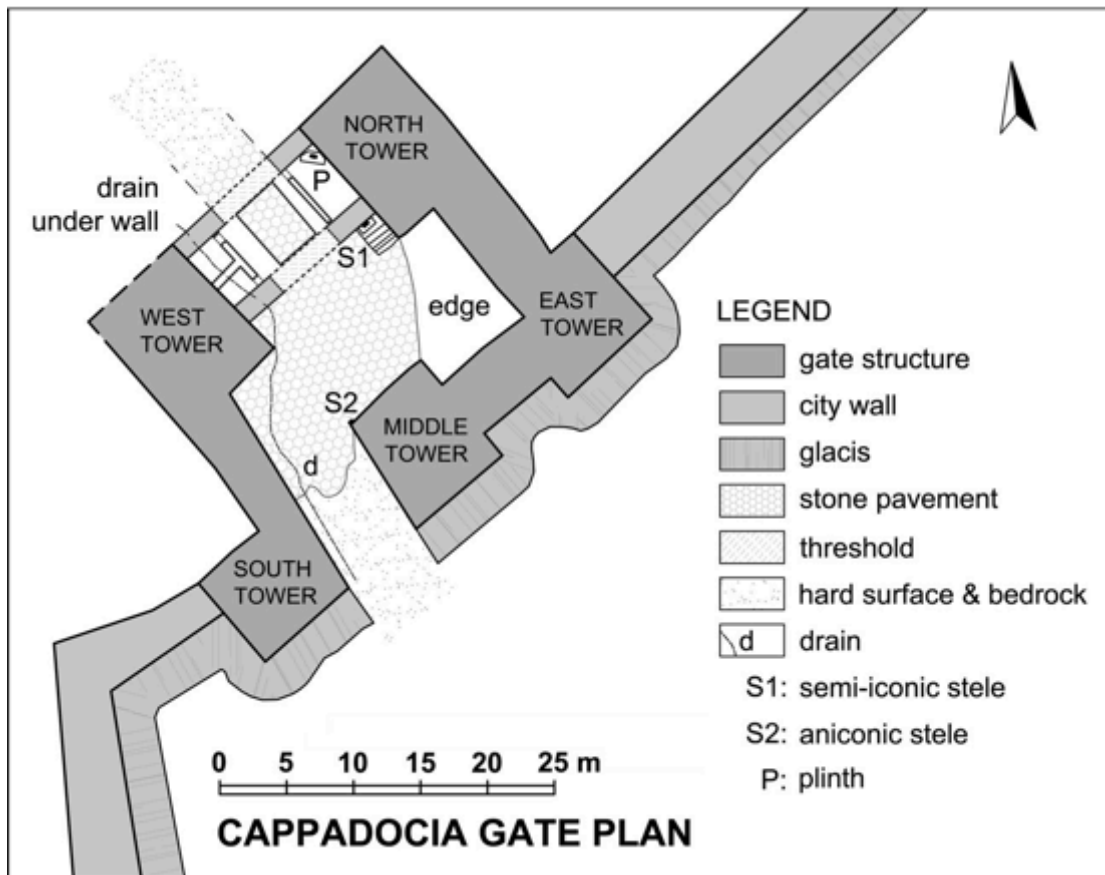 NORTH
TOWER
P
drain
under wall
S1
WEST
TOWER
edge
EAST
TOWER
S2
MIDDLE
TOWER
d
SOUTH
TOWER
LEGEND
gate structure
city wall
glacis
stone pavement
threshold
hard surface & bedrock
d drain
S1: semi-iconic stele
S2: aniconic stele
P: plinth
0 5 10 15 20 25 m
CAPPADOCIA GATE PLAN